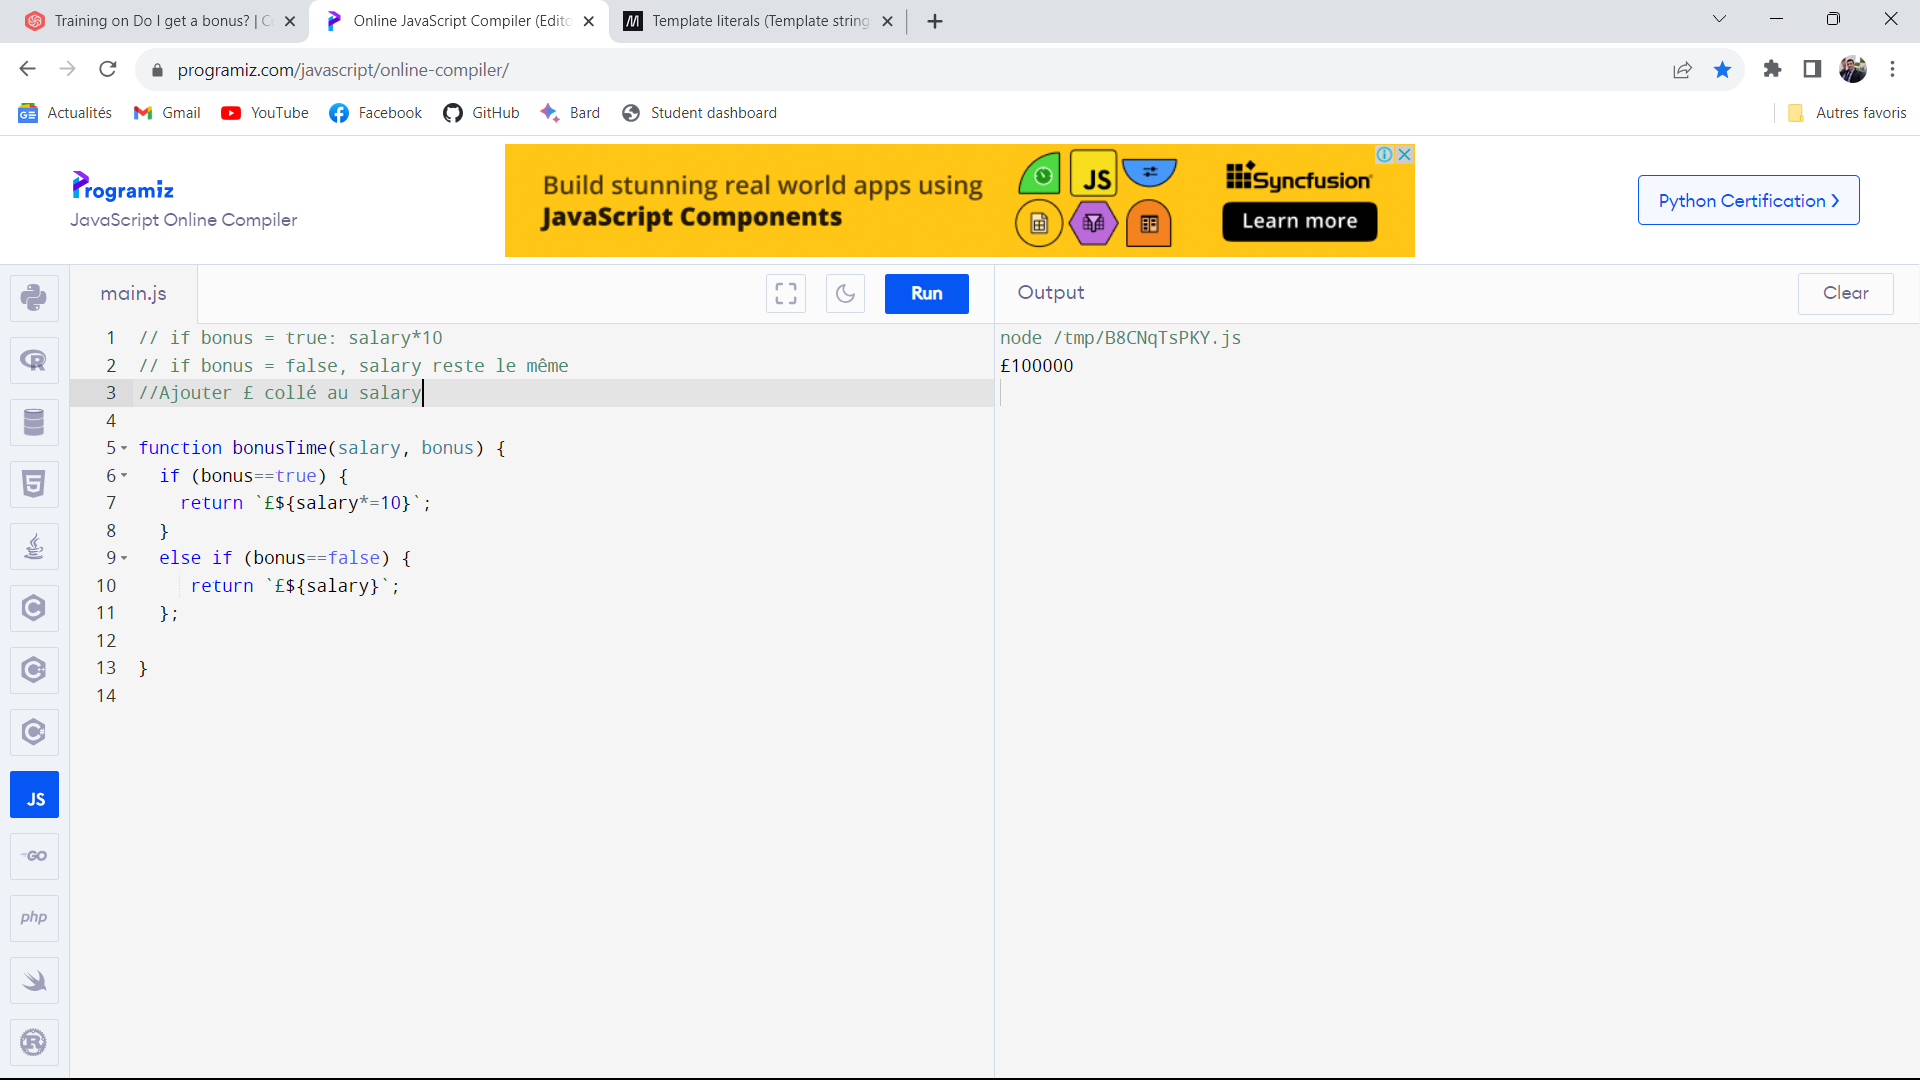 Training on Do I get a bonus? | C
Online JavaScript Compiler (Edito
Template literals (Template string
programiz.com/javascript/online-compiler/
Actualités
Gmail
YouTube
Facebook
GitHub
Bard
Student dashboard
Autres favoris
Programiz
JavaScript Online Compiler
Build stunning real world apps using
JavaScript Components
JS
Syncfusion
Learn more
Python Certification
main.js
Run
Output
Clear
1 // if bonus = true: salary*10
2 // if bonus = false, salary reste le même
3 //Ajouter £ collé au salary
4
5 function bonusTime(salary, bonus) {
6 if (bonus==true) {
7 return `£${salary*=10}`;
8 }
9 else if (bonus==false) {
10 return `£${salary}`;
11 };
12
13 }
14
node /tmp/B8CNqTsPKY.js
£100000
JS
GO
php